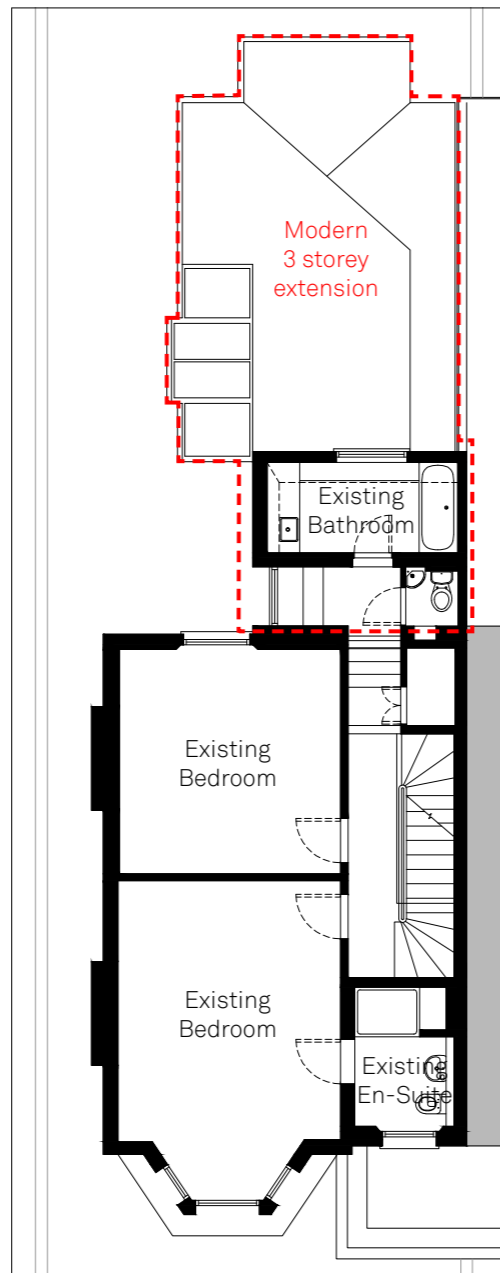 Modern
3 storey
extension
Existing
Bathroom
Existing
Bedroom
Existing
Bedroom
Existing
En-Suite